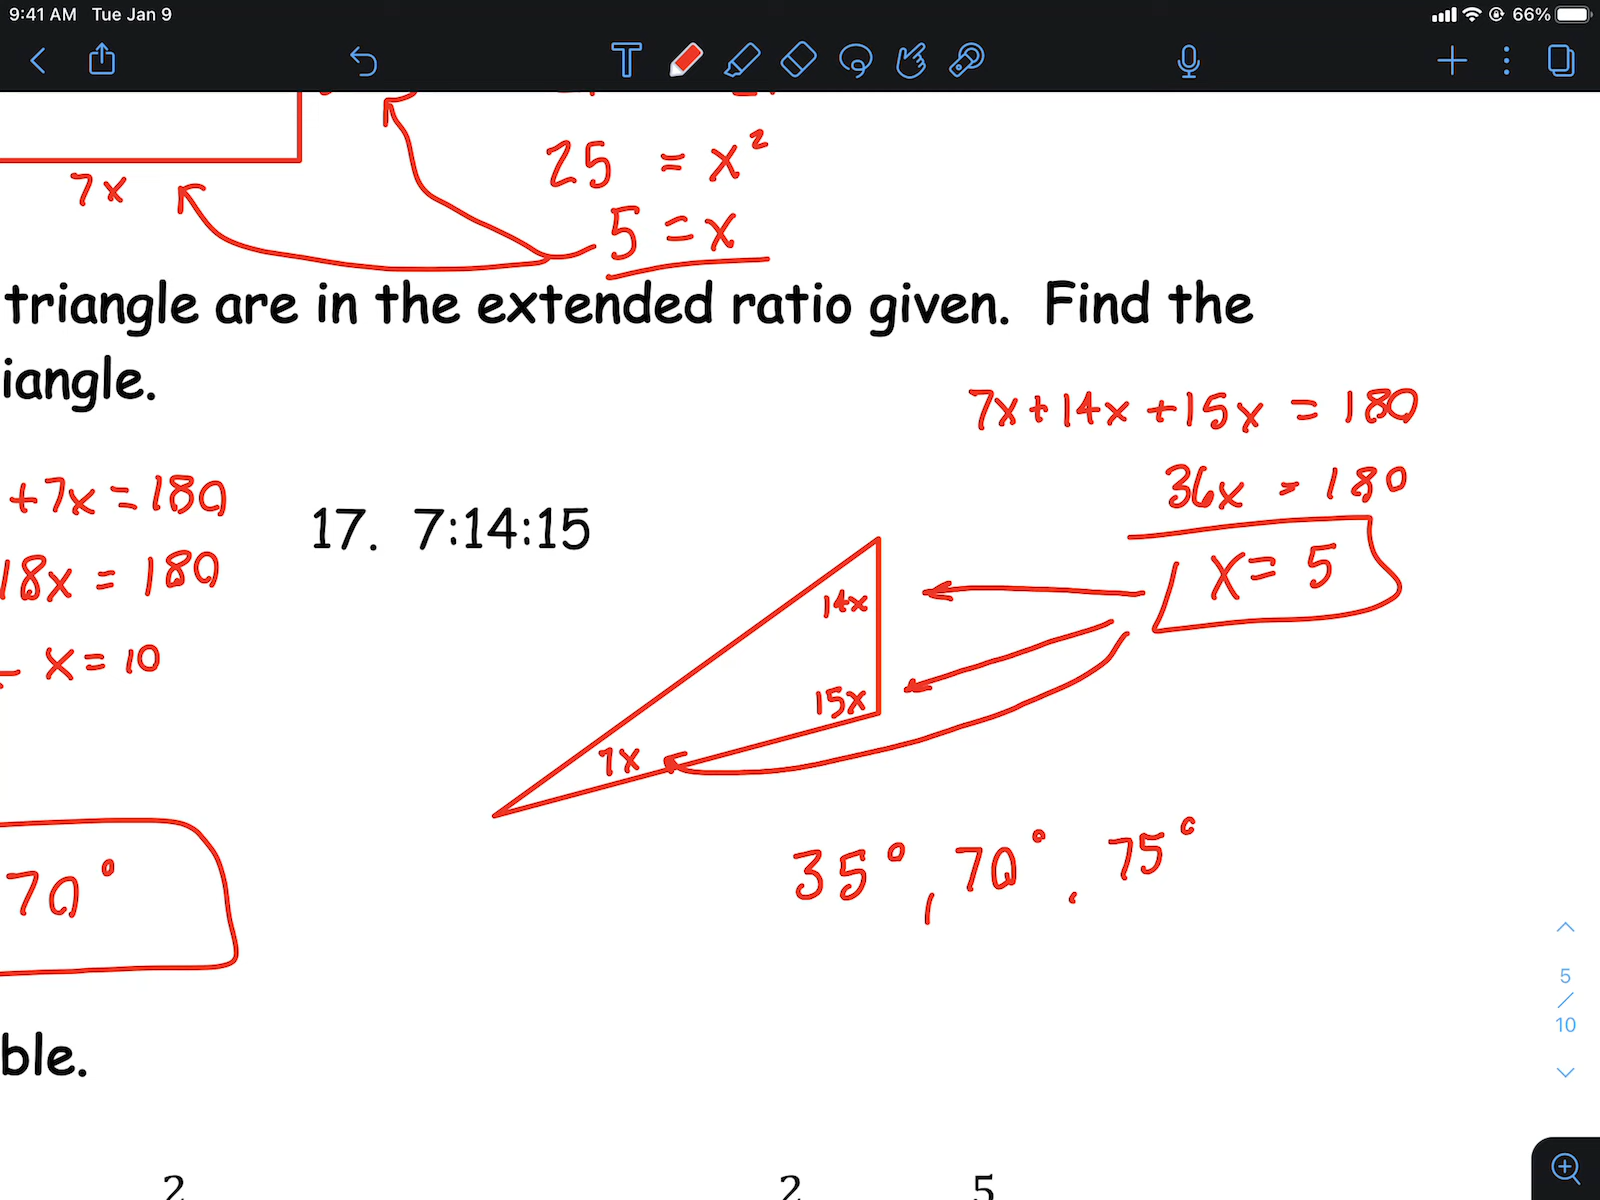 9:41 AM Tue Jan 9
66%
25 = x²
7x
5 = x
triangle are in the extended ratio given. Find the
iangle.
7x + 14x + 15x = 180
36x = 180
x = 5
+7x = 180
18x = 180
x = 10
17. 7:14:15
14x
15x
7x
70°
35°, 70°, 75°
5
/
10
ble.
2 2 5